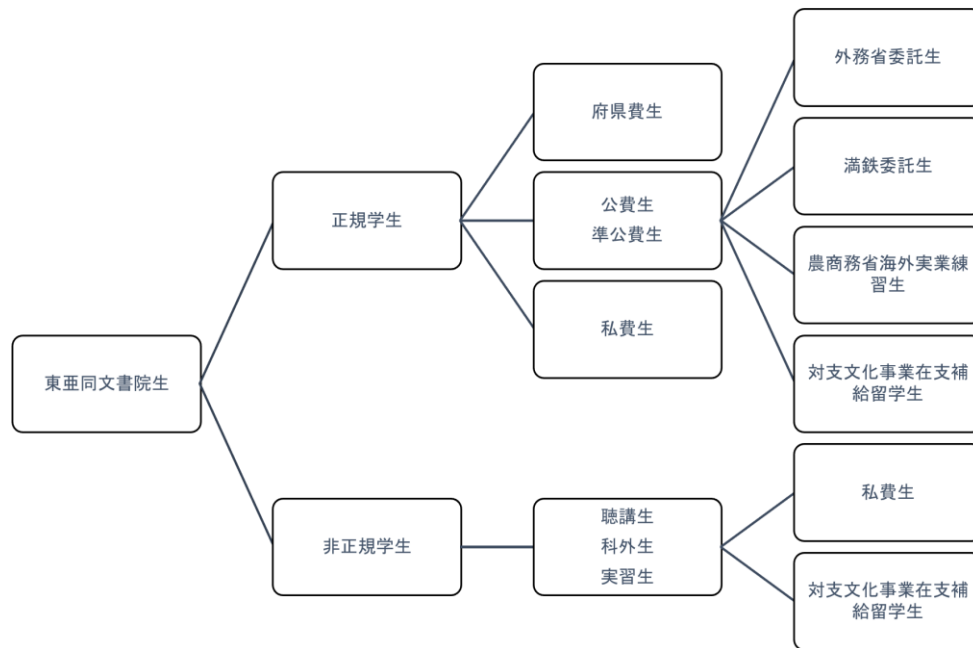 東亜同文書院生
正規学生
府県費生
公費生
準公費生
外務省委託生
満鉄委託生
農商務省海外実業練
習生
対支文化事業在支補
給留学生
私費生
非正規学生
聴講生
科外生
実習生
私費生
対支文化事業在支補
給留学生